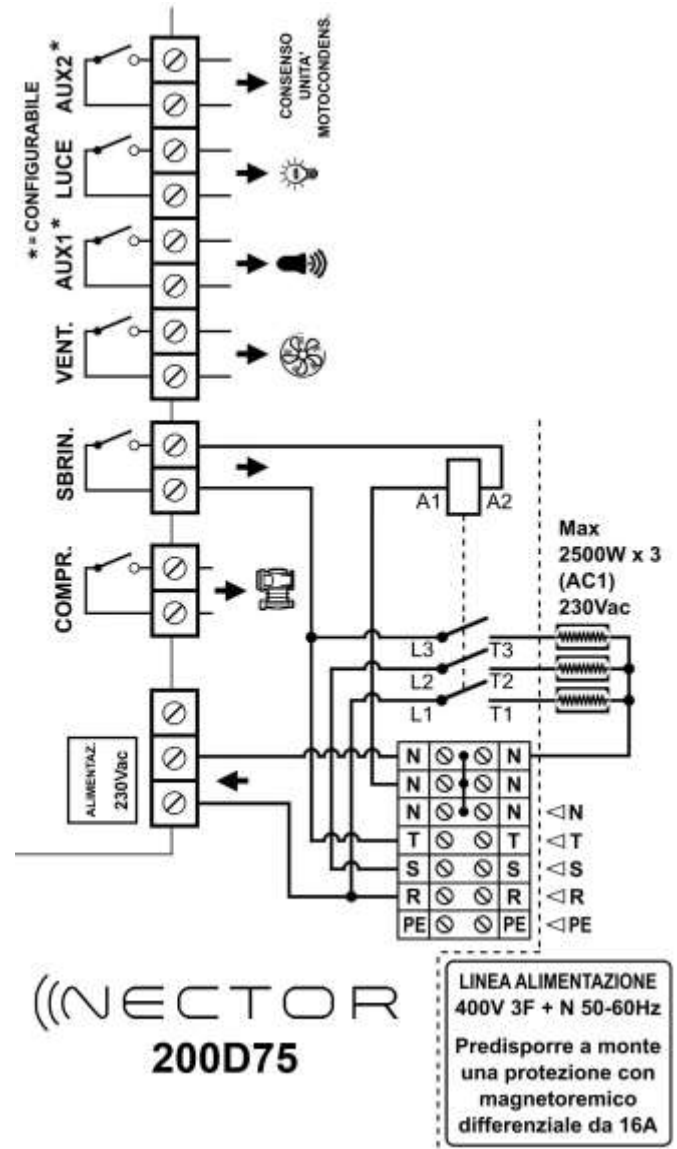 * = CONFIGURABILE
AUX2*
CONSENSO
UNITA'
MOTOCONDENS.
LUCE
AUX1*
VENT.
SBRIN.
A1
A2
COMPR.
Max
2500W x 3
(AC1)
230Vac
L3
T3
L2
T2
L1
T1
ALIMENTAZ.
230Vac
N N
N N
N N N
T T T
S S S
R R R
PE PE PE
NECTOR
200D75
LINEA ALIMENTAZIONE
400V 3F + N 50-60Hz
Predisporre a monte
una protezione con
magnetoremico
differenziale da 16A